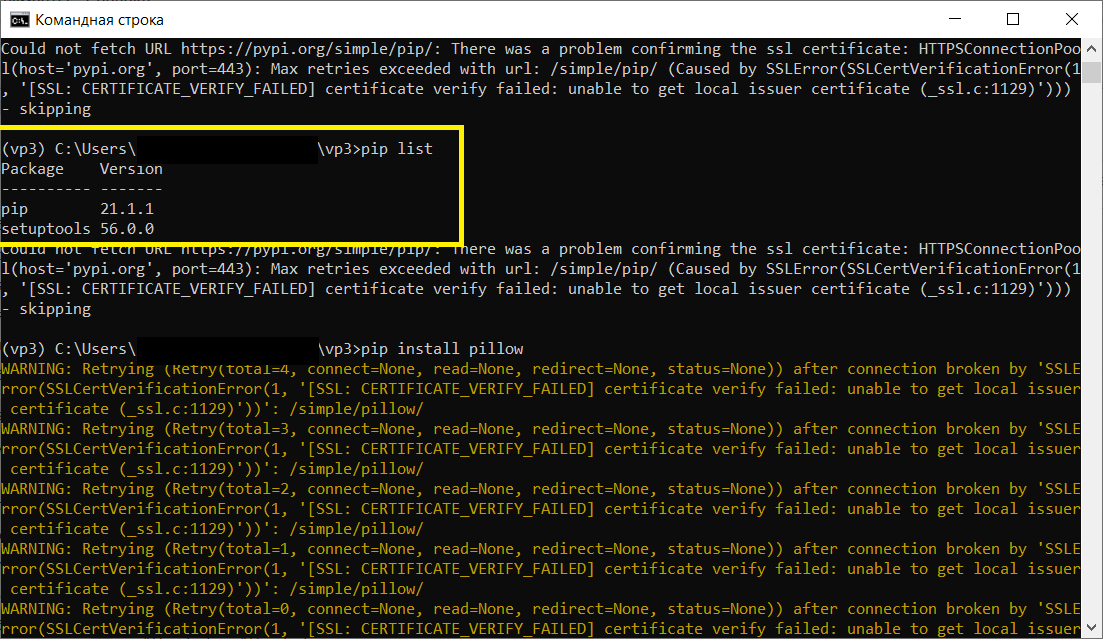 Командная строка
Could not fetch URL https://pypi.org/simple/pip/: There was a problem confirming the ssl certificate: HTTPSConnectionPoo
l(host='pypi.org', port=443): Max retries exceeded with url: /simple/pip/ (Caused by SSLError(SSLCertVerificationError(1
, '[SSL: CERTIFICATE_VERIFY_FAILED] certificate verify failed: unable to get local issuer certificate (_ssl.c:1129)')))
- skipping
(vp3) C:\Users\ \vp3>pip list
Package    Version
---------- -------
pip        21.1.1
setuptools 56.0.0
Could not fetch URL https://pypi.org/simple/pip/: There was a problem confirming the ssl certificate: HTTPSConnectionPoo
l(host='pypi.org', port=443): Max retries exceeded with url: /simple/pip/ (Caused by SSLError(SSLCertVerificationError(1
, '[SSL: CERTIFICATE_VERIFY_FAILED] certificate verify failed: unable to get local issuer certificate (_ssl.c:1129)')))
- skipping
(vp3) C:\Users\ \vp3>pip install pillow
WARNING: Retrying (Retry(total=4, connect=None, read=None, redirect=None, status=None)) after connection broken by 'SSLE
rror(SSLCertVerificationError(1, '[SSL: CERTIFICATE_VERIFY_FAILED] certificate verify failed: unable to get local issuer
certificate (_ssl.c:1129)'))': /simple/pillow/
WARNING: Retrying (Retry(total=3, connect=None, read=None, redirect=None, status=None)) after connection broken by 'SSLE
rror(SSLCertVerificationError(1, '[SSL: CERTIFICATE_VERIFY_FAILED] certificate verify failed: unable to get local issuer
certificate (_ssl.c:1129)'))': /simple/pillow/
WARNING: Retrying (Retry(total=2, connect=None, read=None, redirect=None, status=None)) after connection broken by 'SSLE
rror(SSLCertVerificationError(1, '[SSL: CERTIFICATE_VERIFY_FAILED] certificate verify failed: unable to get local issuer
certificate (_ssl.c:1129)'))': /simple/pillow/
WARNING: Retrying (Retry(total=1, connect=None, read=None, redirect=None, status=None)) after connection broken by 'SSLE
rror(SSLCertVerificationError(1, '[SSL: CERTIFICATE_VERIFY_FAILED] certificate verify failed: unable to get local issuer
certificate (_ssl.c:1129)'))': /simple/pillow/
WARNING: Retrying (Retry(total=0, connect=None, read=None, redirect=None, status=None)) after connection broken by 'SSLE
rror(SSLCertVerificationError(1, '[SSL: CERTIFICATE_VERIFY_FAILED] certificate verify failed: unable to get local issuer